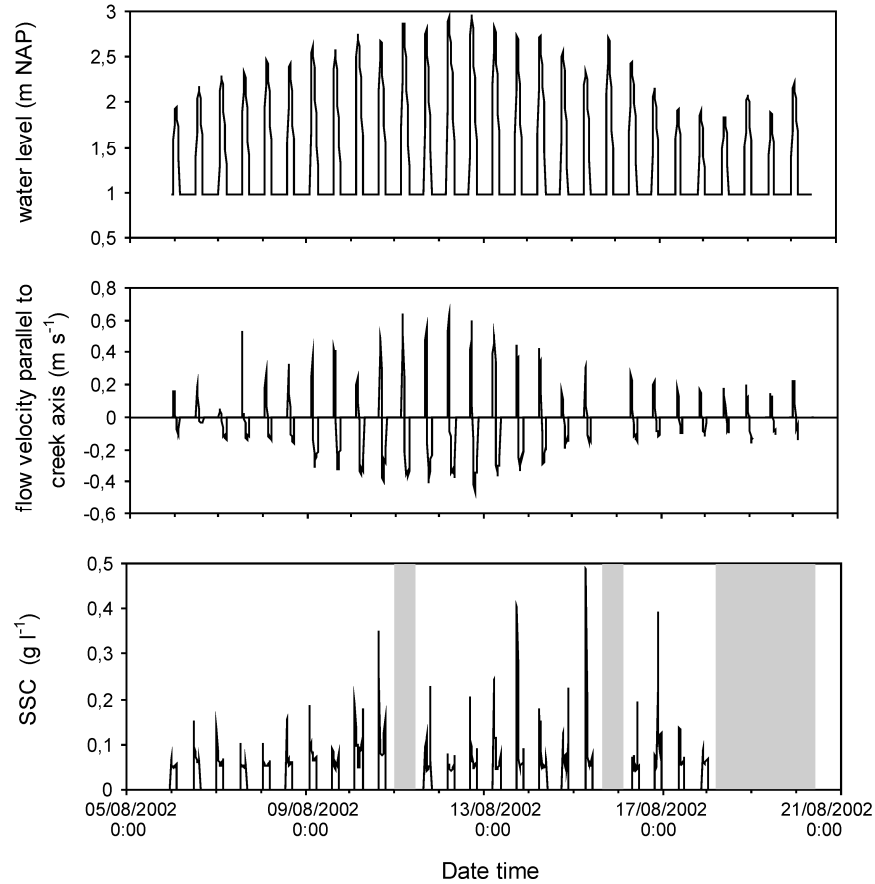 water level (m NAP)
3
2,5
2
1,5
1
0,5
flow velocity parallel to
creek axis (m s-1)
0,8
0,6
0,4
0,2
0
-0,2
-0,4
-0,6
SSC (g l-1)
0,5
0,4
0,3
0,2
0,1
0
05/08/2002 09/08/2002 13/08/2002 17/08/2002 21/08/2002
0:00 0:00 0:00 0:00 0:00
Date time